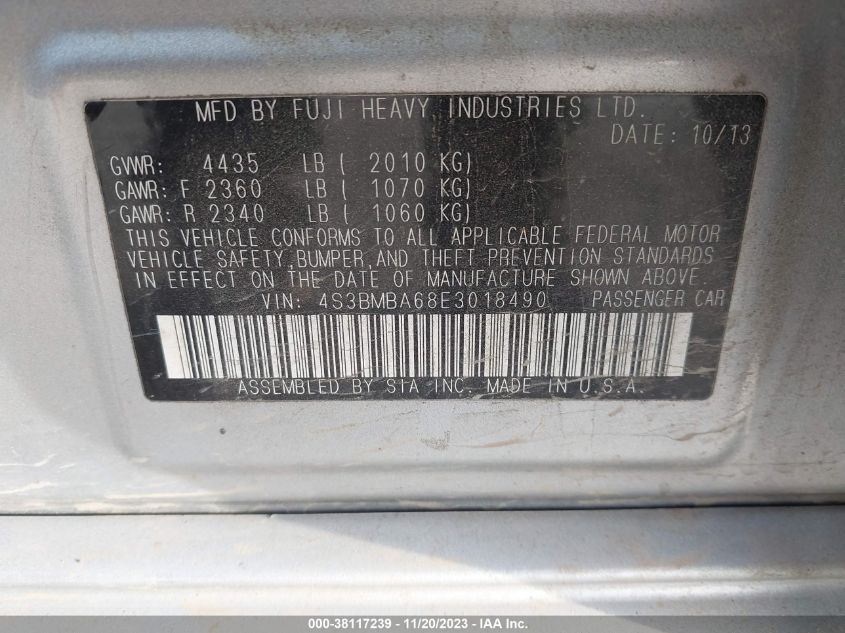 MFD BY FUJI HEAVY INDUSTRIES LTD.
DATE: 10/13
GVWR: 4435 LB ( 2010 KG)
GAWR: F 2360 LB ( 1070 KG)
GAWR: R 2340 LB ( 1060 KG)
THIS VEHICLE CONFORMS TO ALL APPLICABLE FEDERAL MOTOR
VEHICLE SAFETY, BUMPER, AND THEFT PREVENTION STANDARDS
IN EFFECT ON THE DATE OF MANUFACTURE SHOWN ABOVE.
VIN: 4S3BMBA68E3018490 PASSENGER CAR
ASSEMBLED BY SIA INC. MADE IN U.S.A.
000-38117239 - 11/20/2023 - IAA Inc.